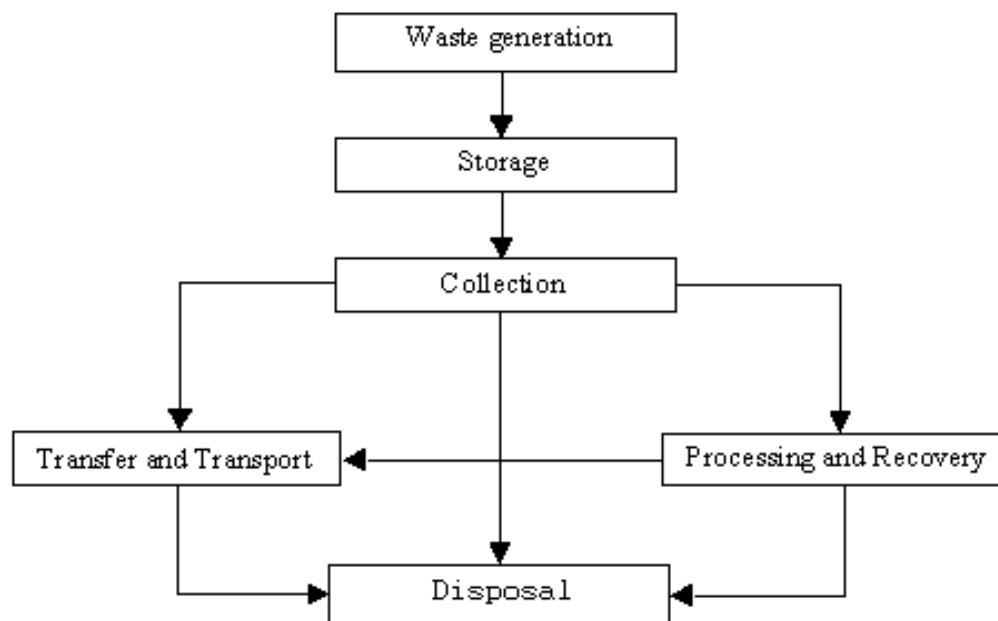 Waste generation
Storage
Collection
Transfer and Transport
Processing and Recovery
Disposal